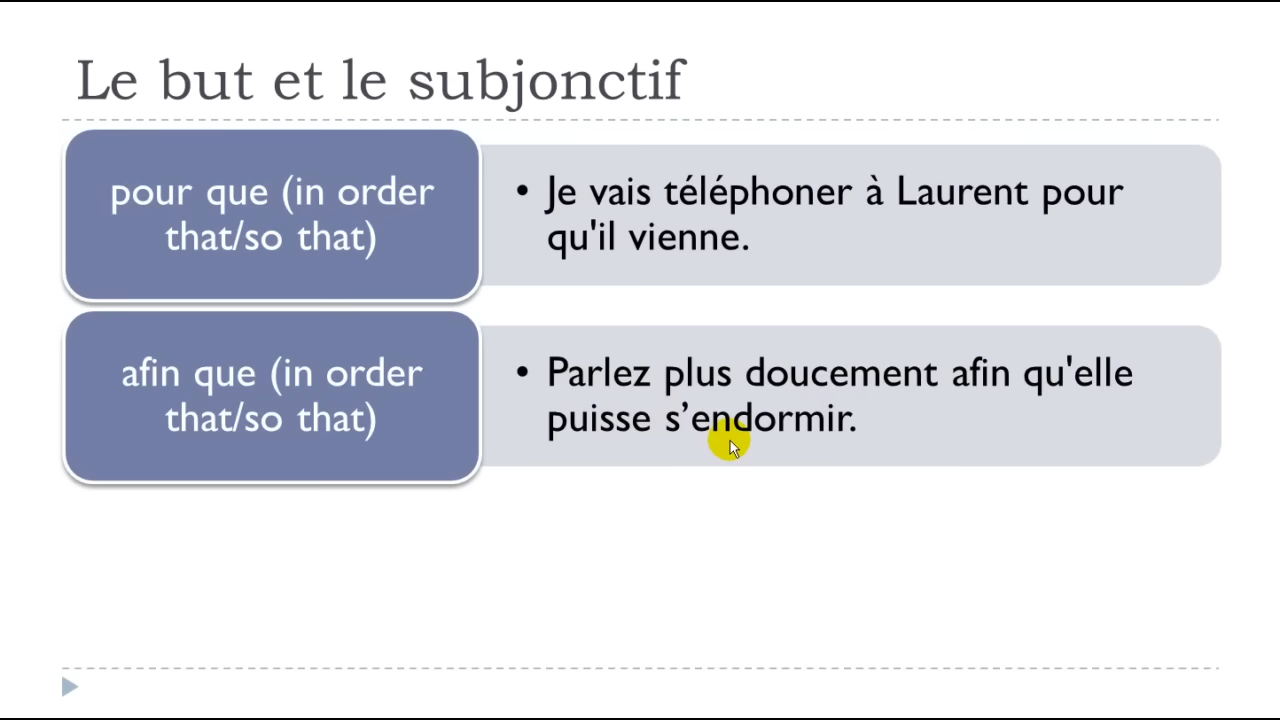 Le but et le subjonctif
pour que (in order
that/so that)
• Je vais téléphoner à Laurent pour
qu'il vienne.
afin que (in order
that/so that)
• Parlez plus doucement afin qu'elle
puisse s’endormir.